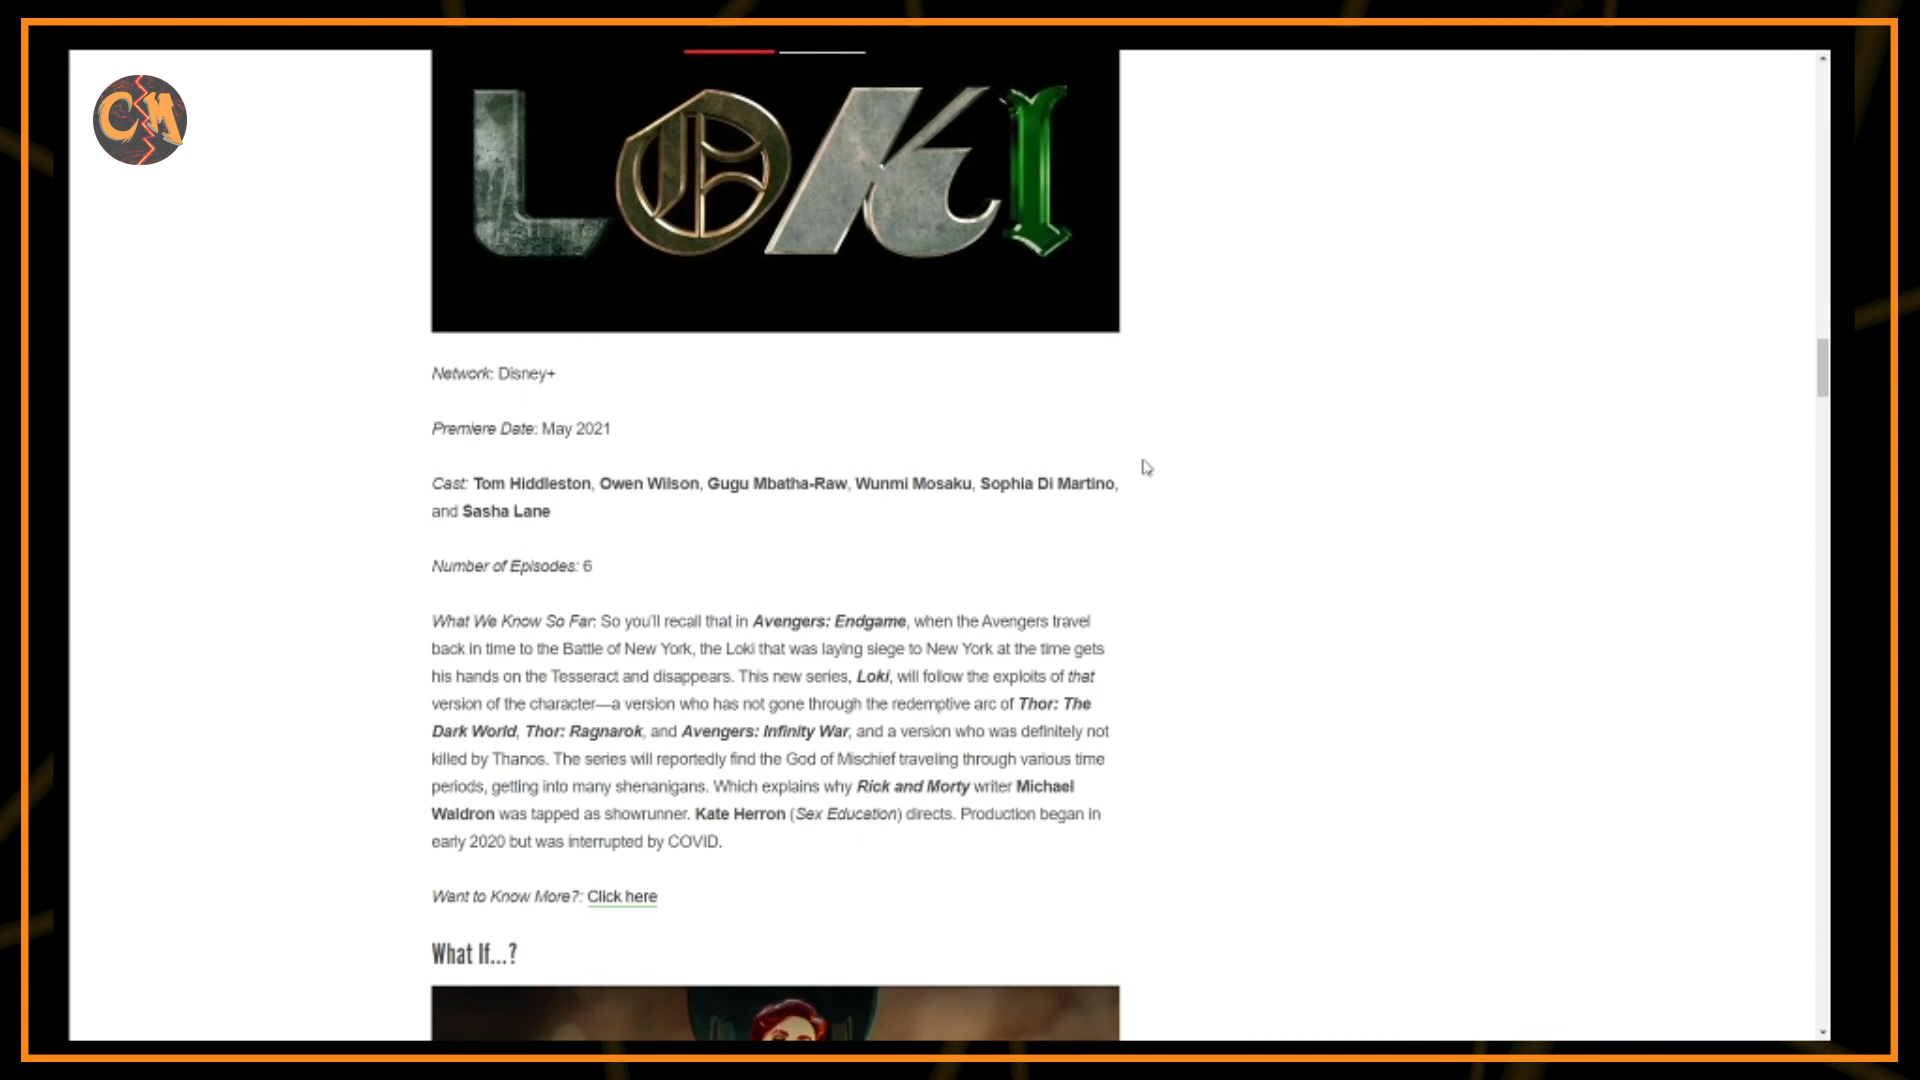 CM
LOKI
Network: Disney+
Premiere Date: May 2021
Cast: Tom Hiddleston, Owen Wilson, Gugu Mbatha-Raw, Wunmi Mosaku, Sophia Di Martino,
and Sasha Lane
Number of Episodes: 6
What We Know So Far: So you'll recall that in Avengers: Endgame, when the Avengers travel
back in time to the Battle of New York, the Loki that was laying siege to New York at the time gets
his hands on the Tesseract and disappears. This new series, Loki, will follow the exploits of that
version of the character—a version who has not gone through the redemptive arc of Thor: The
Dark World, Thor: Ragnarok, and Avengers: Infinity War, and a version who was definitely not
killed by Thanos. The series will reportedly find the God of Mischief traveling through various time
periods, getting into many shenanigans. Which explains why Rick and Morty writer Michael
Waldron was tapped as showrunner. Kate Herron (Sex Education) directs. Production began in
early 2020 but was interrupted by COVID.
Want to Know More?: Click here
What If...?